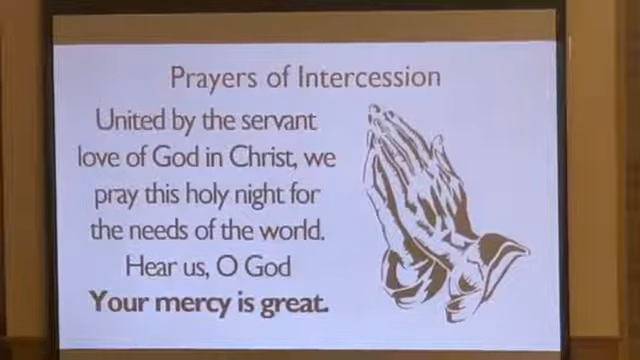 Prayers of Intercession
United by the servant
love of God in Christ, we
pray this holy night for
the needs of the world.
Hear us, O God
Your mercy is great.